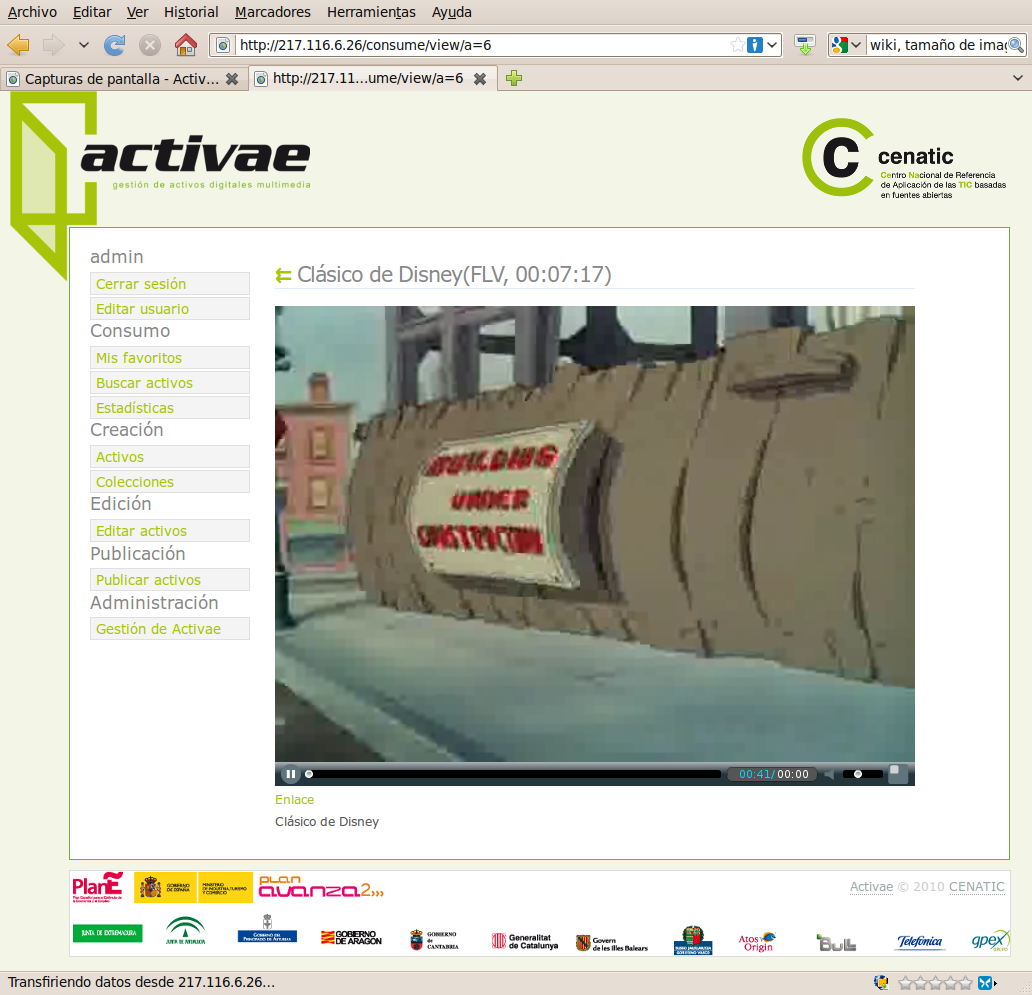 Archivo Editar Ver Historial Marcadores Herramientas Ayuda
http://217.116.6.26/consume/view/a=6
wiki, tamaño de imag
Capturas de pantalla - Activ...
http://217.11...ume/view/a=6
activae
gestión de activos digitales multimedia
C cenatic
Centro Nacional de Referencia
de Aplicación de las TIC basadas
en fuentes abiertas
admin
Cerrar sesión
Editar usuario
Consumo
Mis favoritos
Buscar activos
Estadísticas
Creación
Activos
Colecciones
Edición
Editar activos
Publicación
Publicar activos
Administración
Gestión de Activae
Clásico de Disney(FLV, 00:07:17)
BUILDING
UNDER
CONSTRUCTION
00:41/00:00
Enlace
Clásico de Disney
PlanE
GOBIERNO
DE ESPAÑA
MINISTERIO
DE INDUSTRIA, TURISMO
Y COMERCIO
PLAN
avanza2
Activae © 2010 CENATIC
JUNTA DE EXTREMADURA
JUNTA DE ANDALUCIA
GOBIERNO DEL
PRINCIPADO DE ASTURIAS
GOBIERNO
DE ARAGON
GOBIERNO
DE
CANTABRIA
Generalitat
de Catalunya
Govern
de les Illes Balears
EUSKO JAURLARITZA
GOBIERNO VASCO
Atos
Origin
Bull
Telefónica
gpex
Transfiriendo datos desde 217.116.6.26...